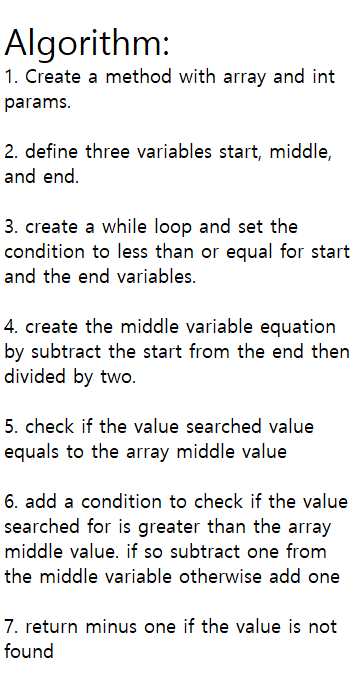 Algorithm:
1. Create a method with array and int
params.
2. define three variables start, middle,
and end.
3. create a while loop and set the
condition to less than or equal for start
and the end variables.
4. create the middle variable equation
by subtract the start from the end then
divided by two.
5. check if the value searched value
equals to the array middle value
6. add a condition to check if the value
searched for is greater than the array
middle value. if so subtract one from
the middle variable otherwise add one
7. return minus one if the value is not
found